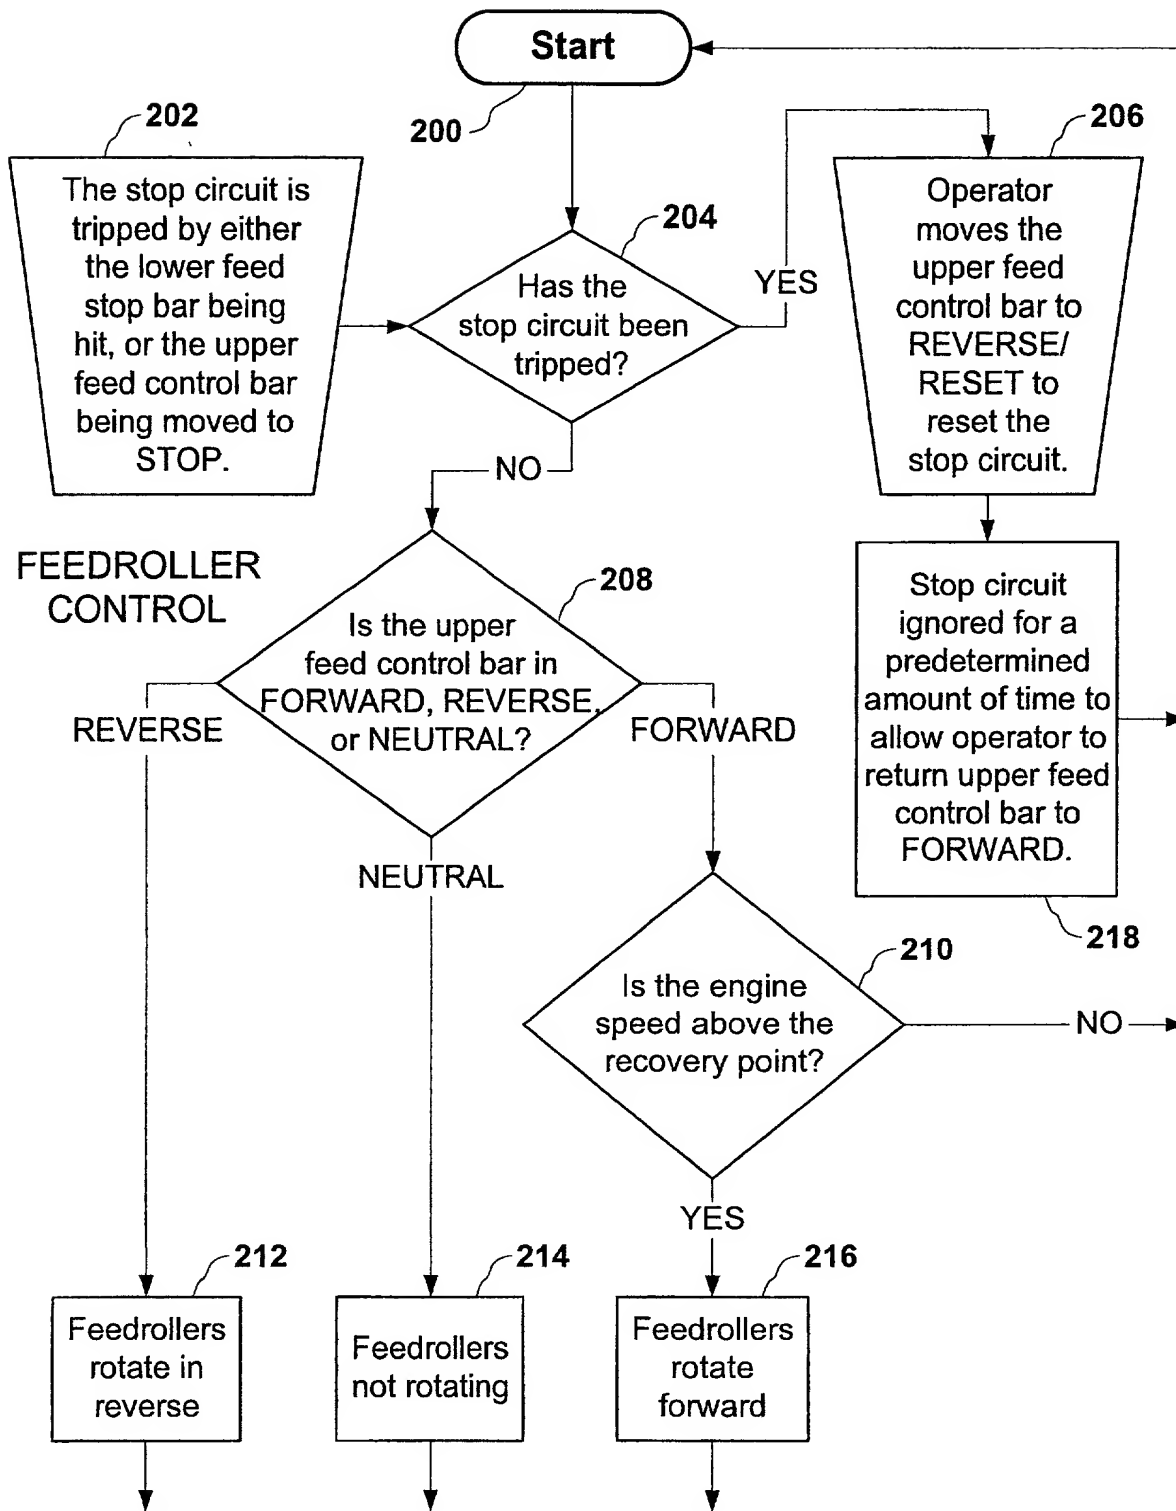 Start
200
202
The stop circuit is
tripped by either
the lower feed
stop bar being
hit, or the upper
feed control bar
being moved to
STOP.
204
Has the
stop circuit been
tripped?
YES
206
Operator
moves the
upper feed
control bar to
REVERSE/
RESET to
reset the
stop circuit.
NO
FEEDROLLER
CONTROL
208
Is the upper
feed control bar in
FORWARD, REVERSE,
or NEUTRAL?
REVERSE
NEUTRAL
FORWARD
Stop circuit
ignored for a
predetermined
amount of time to
allow operator to
return upper feed
control bar to
FORWARD.
218
210
Is the engine
speed above the
recovery point?
NO
YES
212
Feedrollers
rotate in
reverse
214
Feedrollers
not rotating
216
Feedrollers
rotate
forward